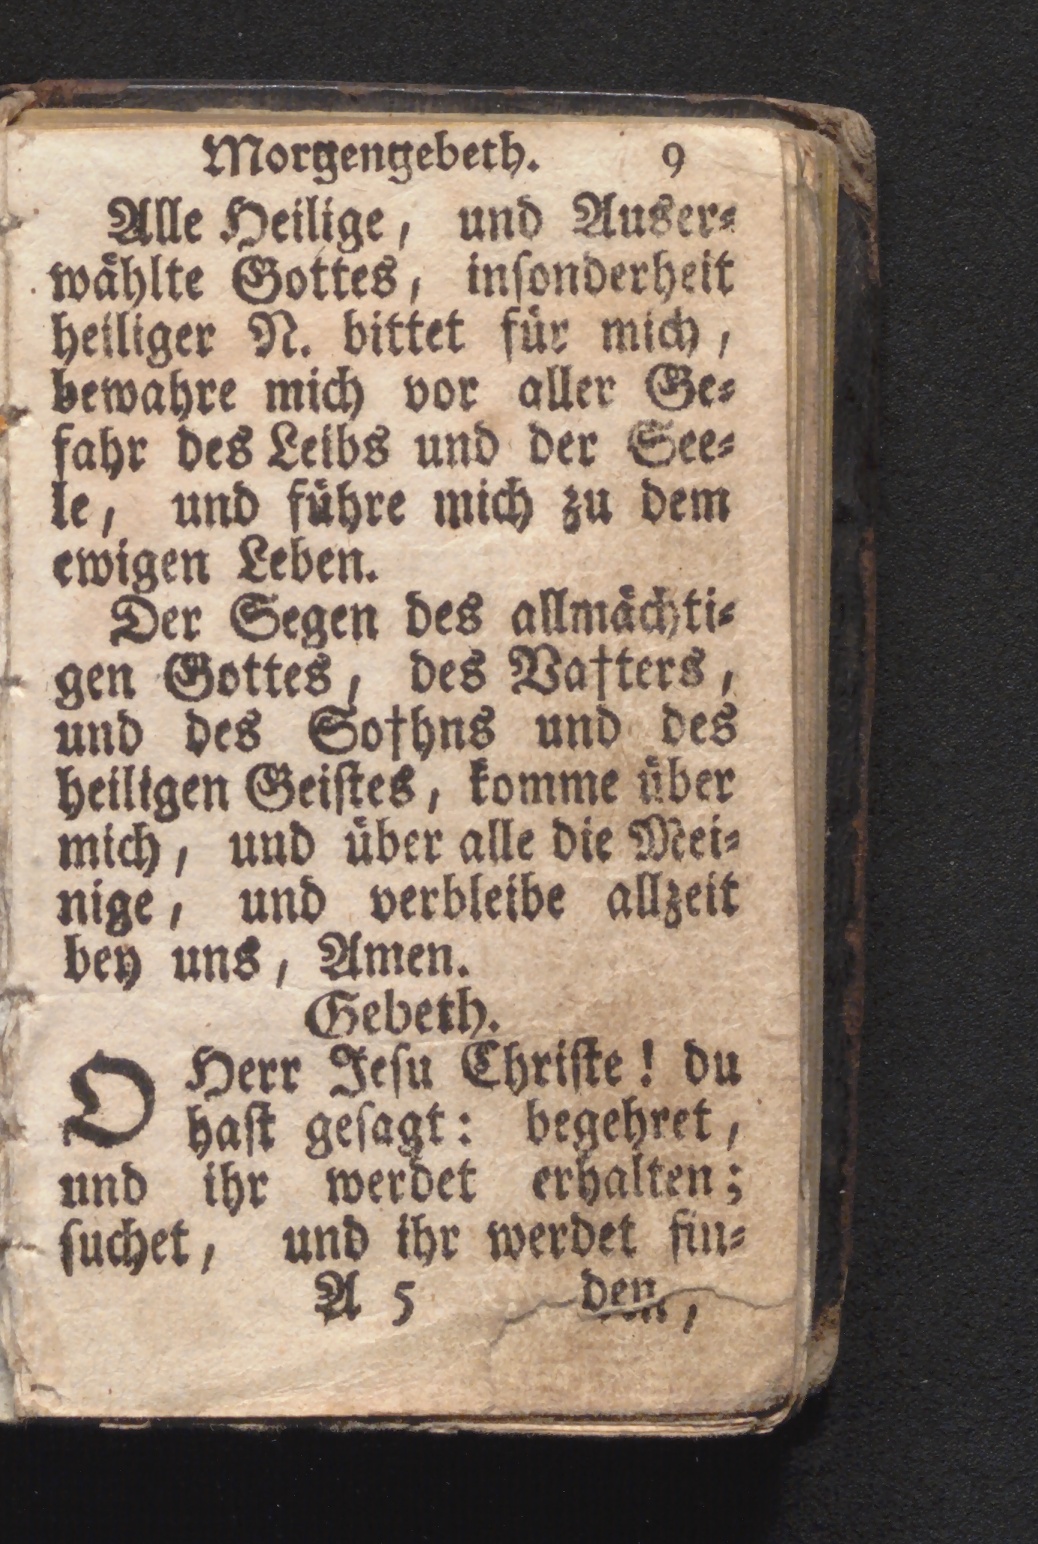 Morgengebeth. 9
Alle Heilige, und Auser-
wählte Gottes, insonderheit
heiliger N. bittet für mich,
bewahre mich vor aller Ge-
fahr des Leibs und der See-
le, und führe mich zu dem
ewigen Leben.
Der Segen des allmächti-
gen Gottes, des Va†ters,
und des So†hns und des
heiligen Geistes, komme über
mich, und über alle die Mei-
nige, und verbleibe allzeit
bey uns, Amen.
Gebeth.
O Herr Jesu Christe! du
hast gesagt: begehret,
und ihr werdet erhalten;
suchet, und ihr werdet fin-
A 5 den,